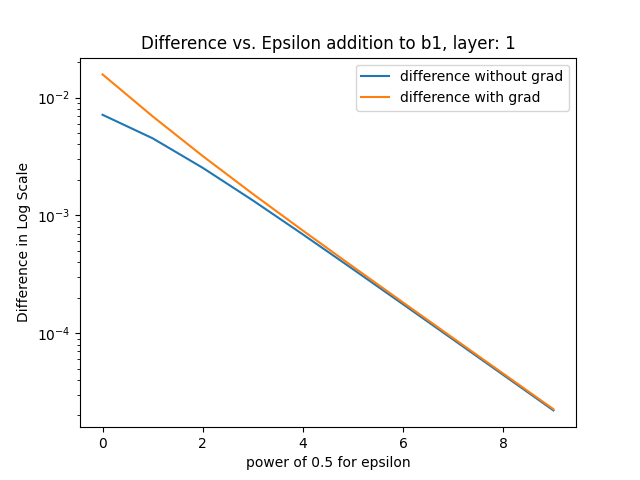 Difference vs. Epsilon addition to b1, layer: 1
difference without grad
difference with grad
Difference in Log Scale
10⁻²
10⁻³
10⁻⁴
0 2 4 6 8
power of 0.5 for epsilon